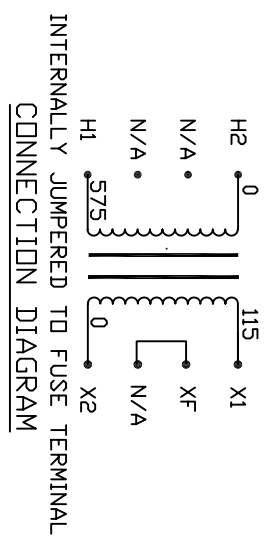 H2 0 115 X1
N/A XF
N/A N/A
H1 575 0 X2
INTERNALLY JUMPERED TO FUSE TERMINAL
CONNECTION DIAGRAM